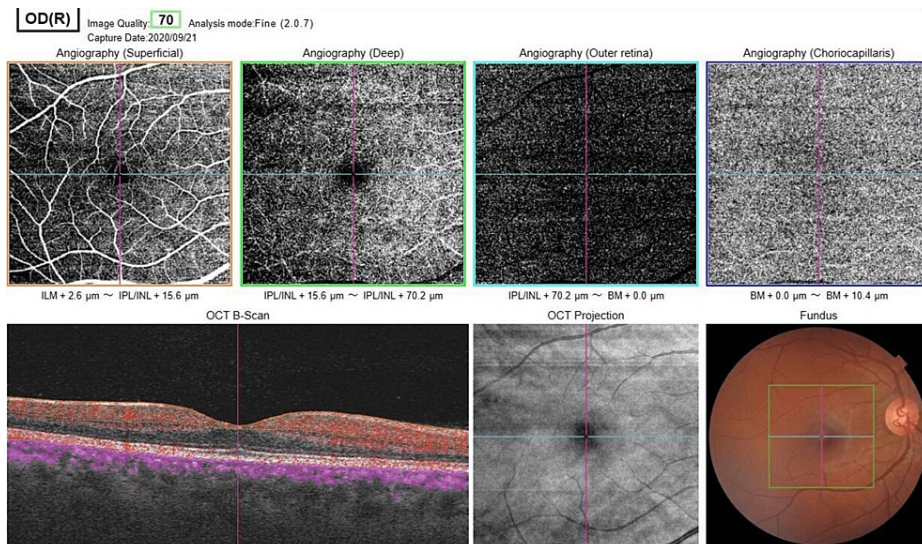 OD(R) Image Quality: 70 Analysis mode:Fine (2.0.7)
Capture Date:2020/09/21
Angiography (Superficial) Angiography (Deep) Angiography (Outer retina) Angiography (Choriocapillaris)
ILM + 2.6 μm ～ IPL/INL + 15.6 μm IPL/INL + 15.6 μm ～ IPL/INL + 70.2 μm IPL/INL + 70.2 μm ～ BM + 0.0 μm BM + 0.0 μm ～ BM + 10.4 μm
OCT B-Scan OCT Projection Fundus